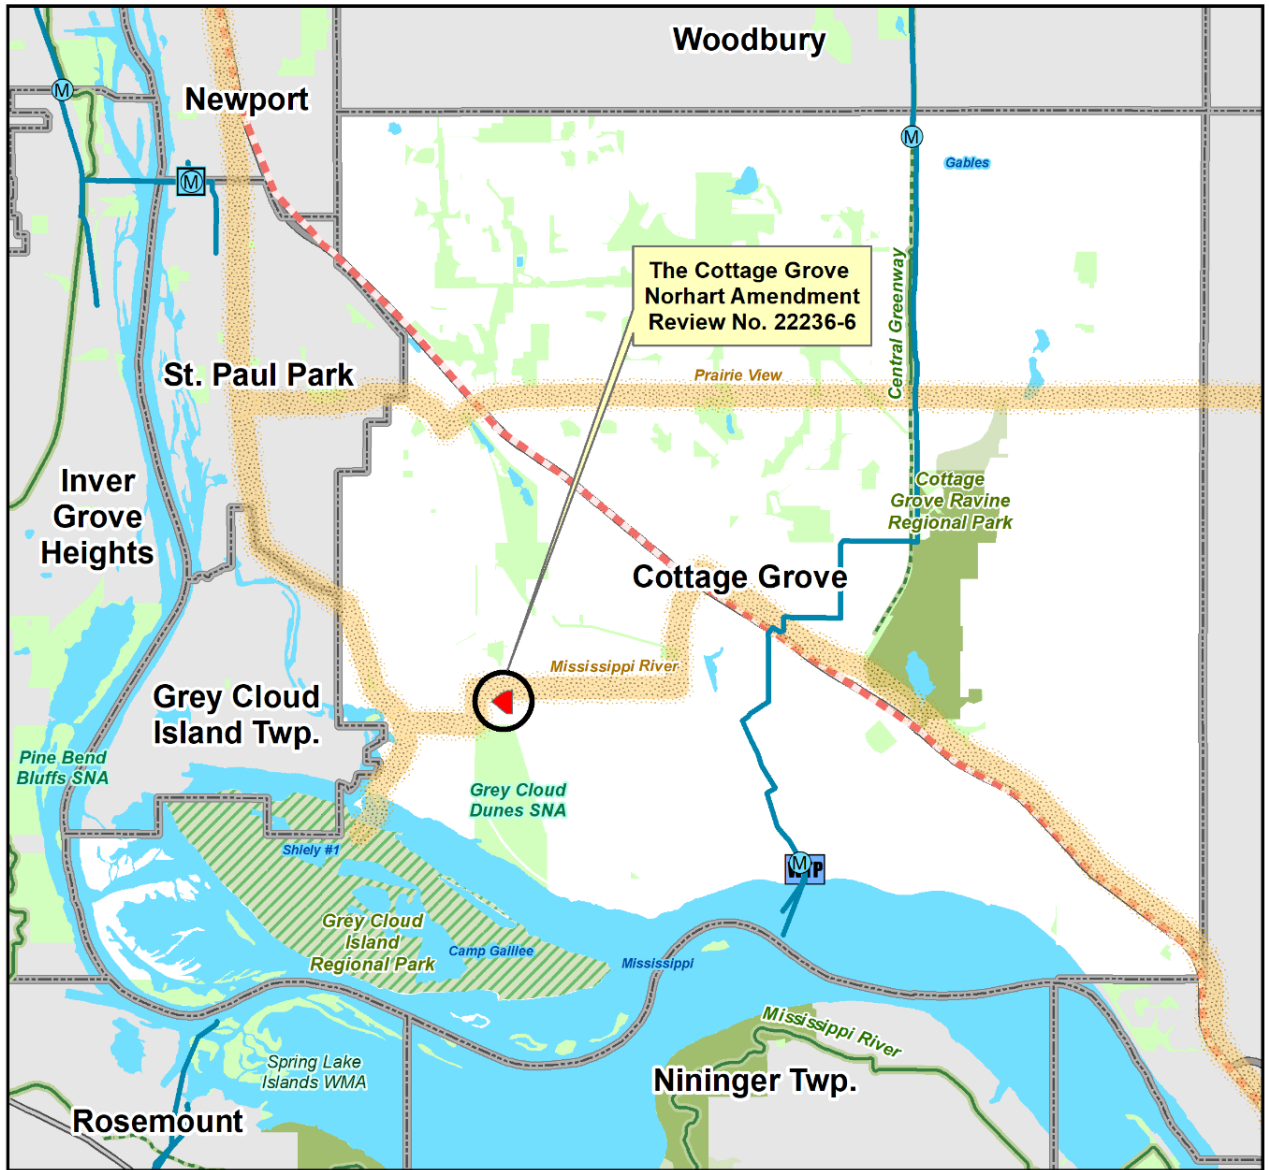 Woodbury
M
Newport
M
Gables
M
The Cottage Grove
Norhart Amendment
Review No. 22236-6
Central Greenway
St. Paul Park
Prairie View
Inver
Grove
Heights
Cottage
Grove Ravine
Regional Park
Cottage Grove
Mississippi River
Grey Cloud
Island Twp.
Pine Bend
Bluffs SNA
Grey Cloud
Dunes SNA
Shiely #1
M
Grey Cloud
Island
Regional Park
Camp Galilee
Mississippi
Mississippi River
Spring Lake
Islands WMA
Nininger Twp.
Rosemount